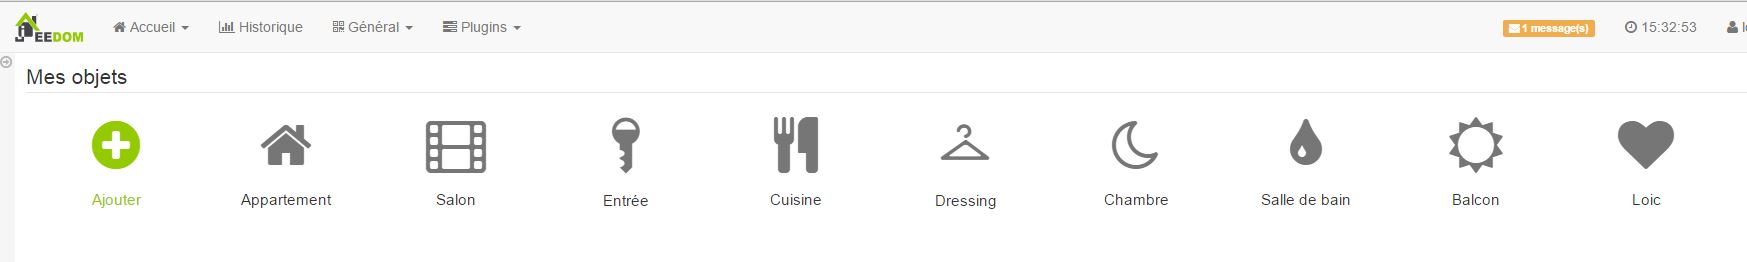 JEEDOM Accueil Historique Général Plugins 1 message(s) 15:32:53
Mes objets
Ajouter Appartement Salon Entrée Cuisine Dressing Chambre Salle de bain Balcon Loic